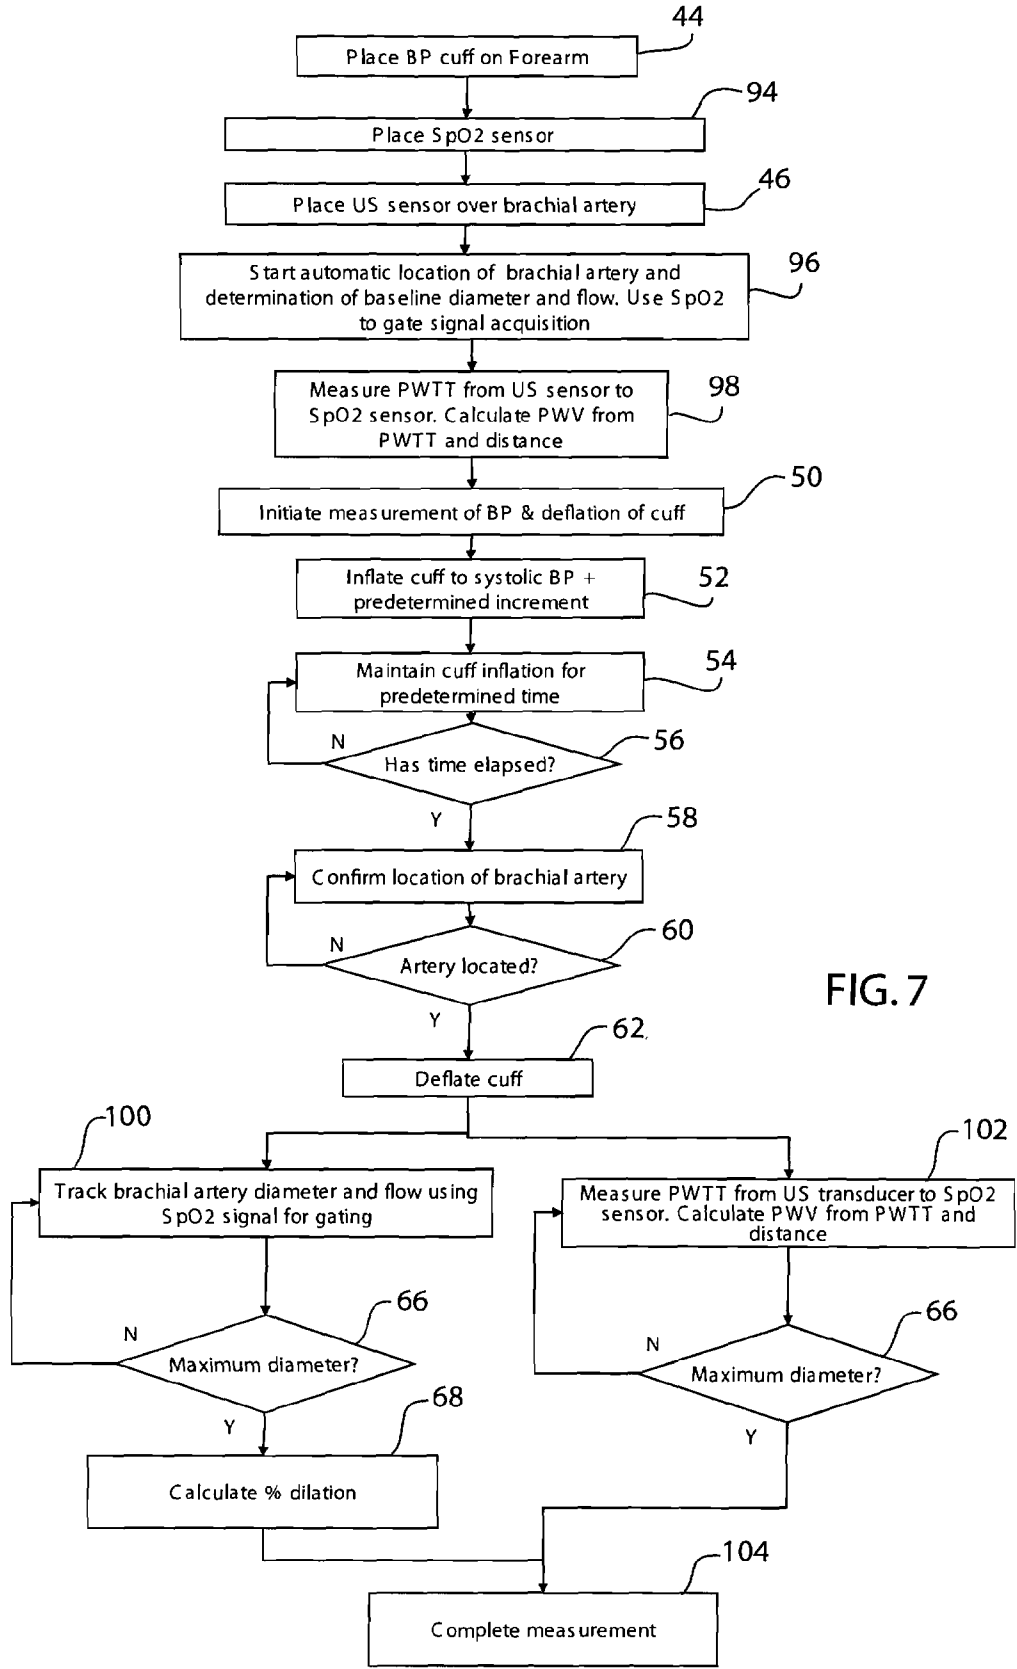 44
Place BP cuff on Forearm
94
Place SpO2 sensor
46
Place US sensor over brachial artery
96
Start automatic location of brachial artery and
determination of baseline diameter and flow. Use SpO2
to gate signal acquisition
98
Measure PWTT from US sensor to
SpO2 sensor. Calculate PWV from
PWTT and distance
50
Initiate measurement of BP & deflation of cuff
52
Inflate cuff to systolic BP +
predetermined increment
54
Maintain cuff inflation for
predetermined time
N
56
Has time elapsed?
Y
58
Confirm location of brachial artery
N
60
Artery located?
FIG. 7
Y
62
Deflate cuff
100
Track brachial artery diameter and flow using
SpO2 signal for gating
66
N
Maximum diameter?
Y
68
Calculate % dilation
102
Measure PWTT from US transducer to SpO2
sensor. Calculate PWV from PWTT and
distance
66
N
Maximum diameter?
Y
104
Complete measurement